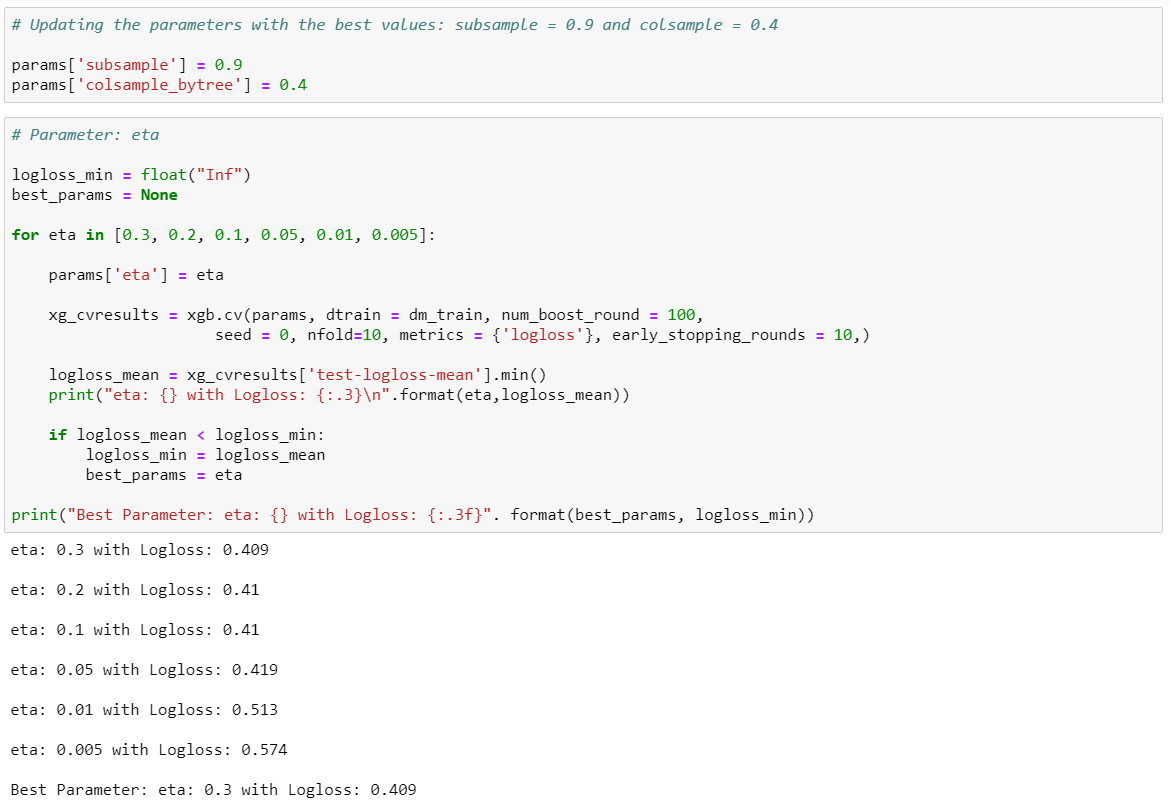 # Updating the parameters with the best values: subsample = 0.9 and colsample = 0.4
params['subsample'] = 0.9
params['colsample_bytree'] = 0.4
# Parameter: eta
logloss_min = float("Inf")
best_params = None
for eta in [0.3, 0.2, 0.1, 0.05, 0.01, 0.005]:
    params['eta'] = eta
    xg_cvresults = xgb.cv(params, dtrain = dm_train, num_boost_round = 100,
                      seed = 0, nfold=10, metrics = {'logloss'}, early_stopping_rounds = 10,)
    logloss_mean = xg_cvresults['test-logloss-mean'].min()
    print("eta: {} with Logloss: {:.3}\n".format(eta,logloss_mean))
    if logloss_mean < logloss_min:
        logloss_min = logloss_mean
        best_params = eta
print("Best Parameter: eta: {} with Logloss: {:.3f}". format(best_params, logloss_min))
eta: 0.3 with Logloss: 0.409
eta: 0.2 with Logloss: 0.41
eta: 0.1 with Logloss: 0.41
eta: 0.05 with Logloss: 0.419
eta: 0.01 with Logloss: 0.513
eta: 0.005 with Logloss: 0.574
Best Parameter: eta: 0.3 with Logloss: 0.409